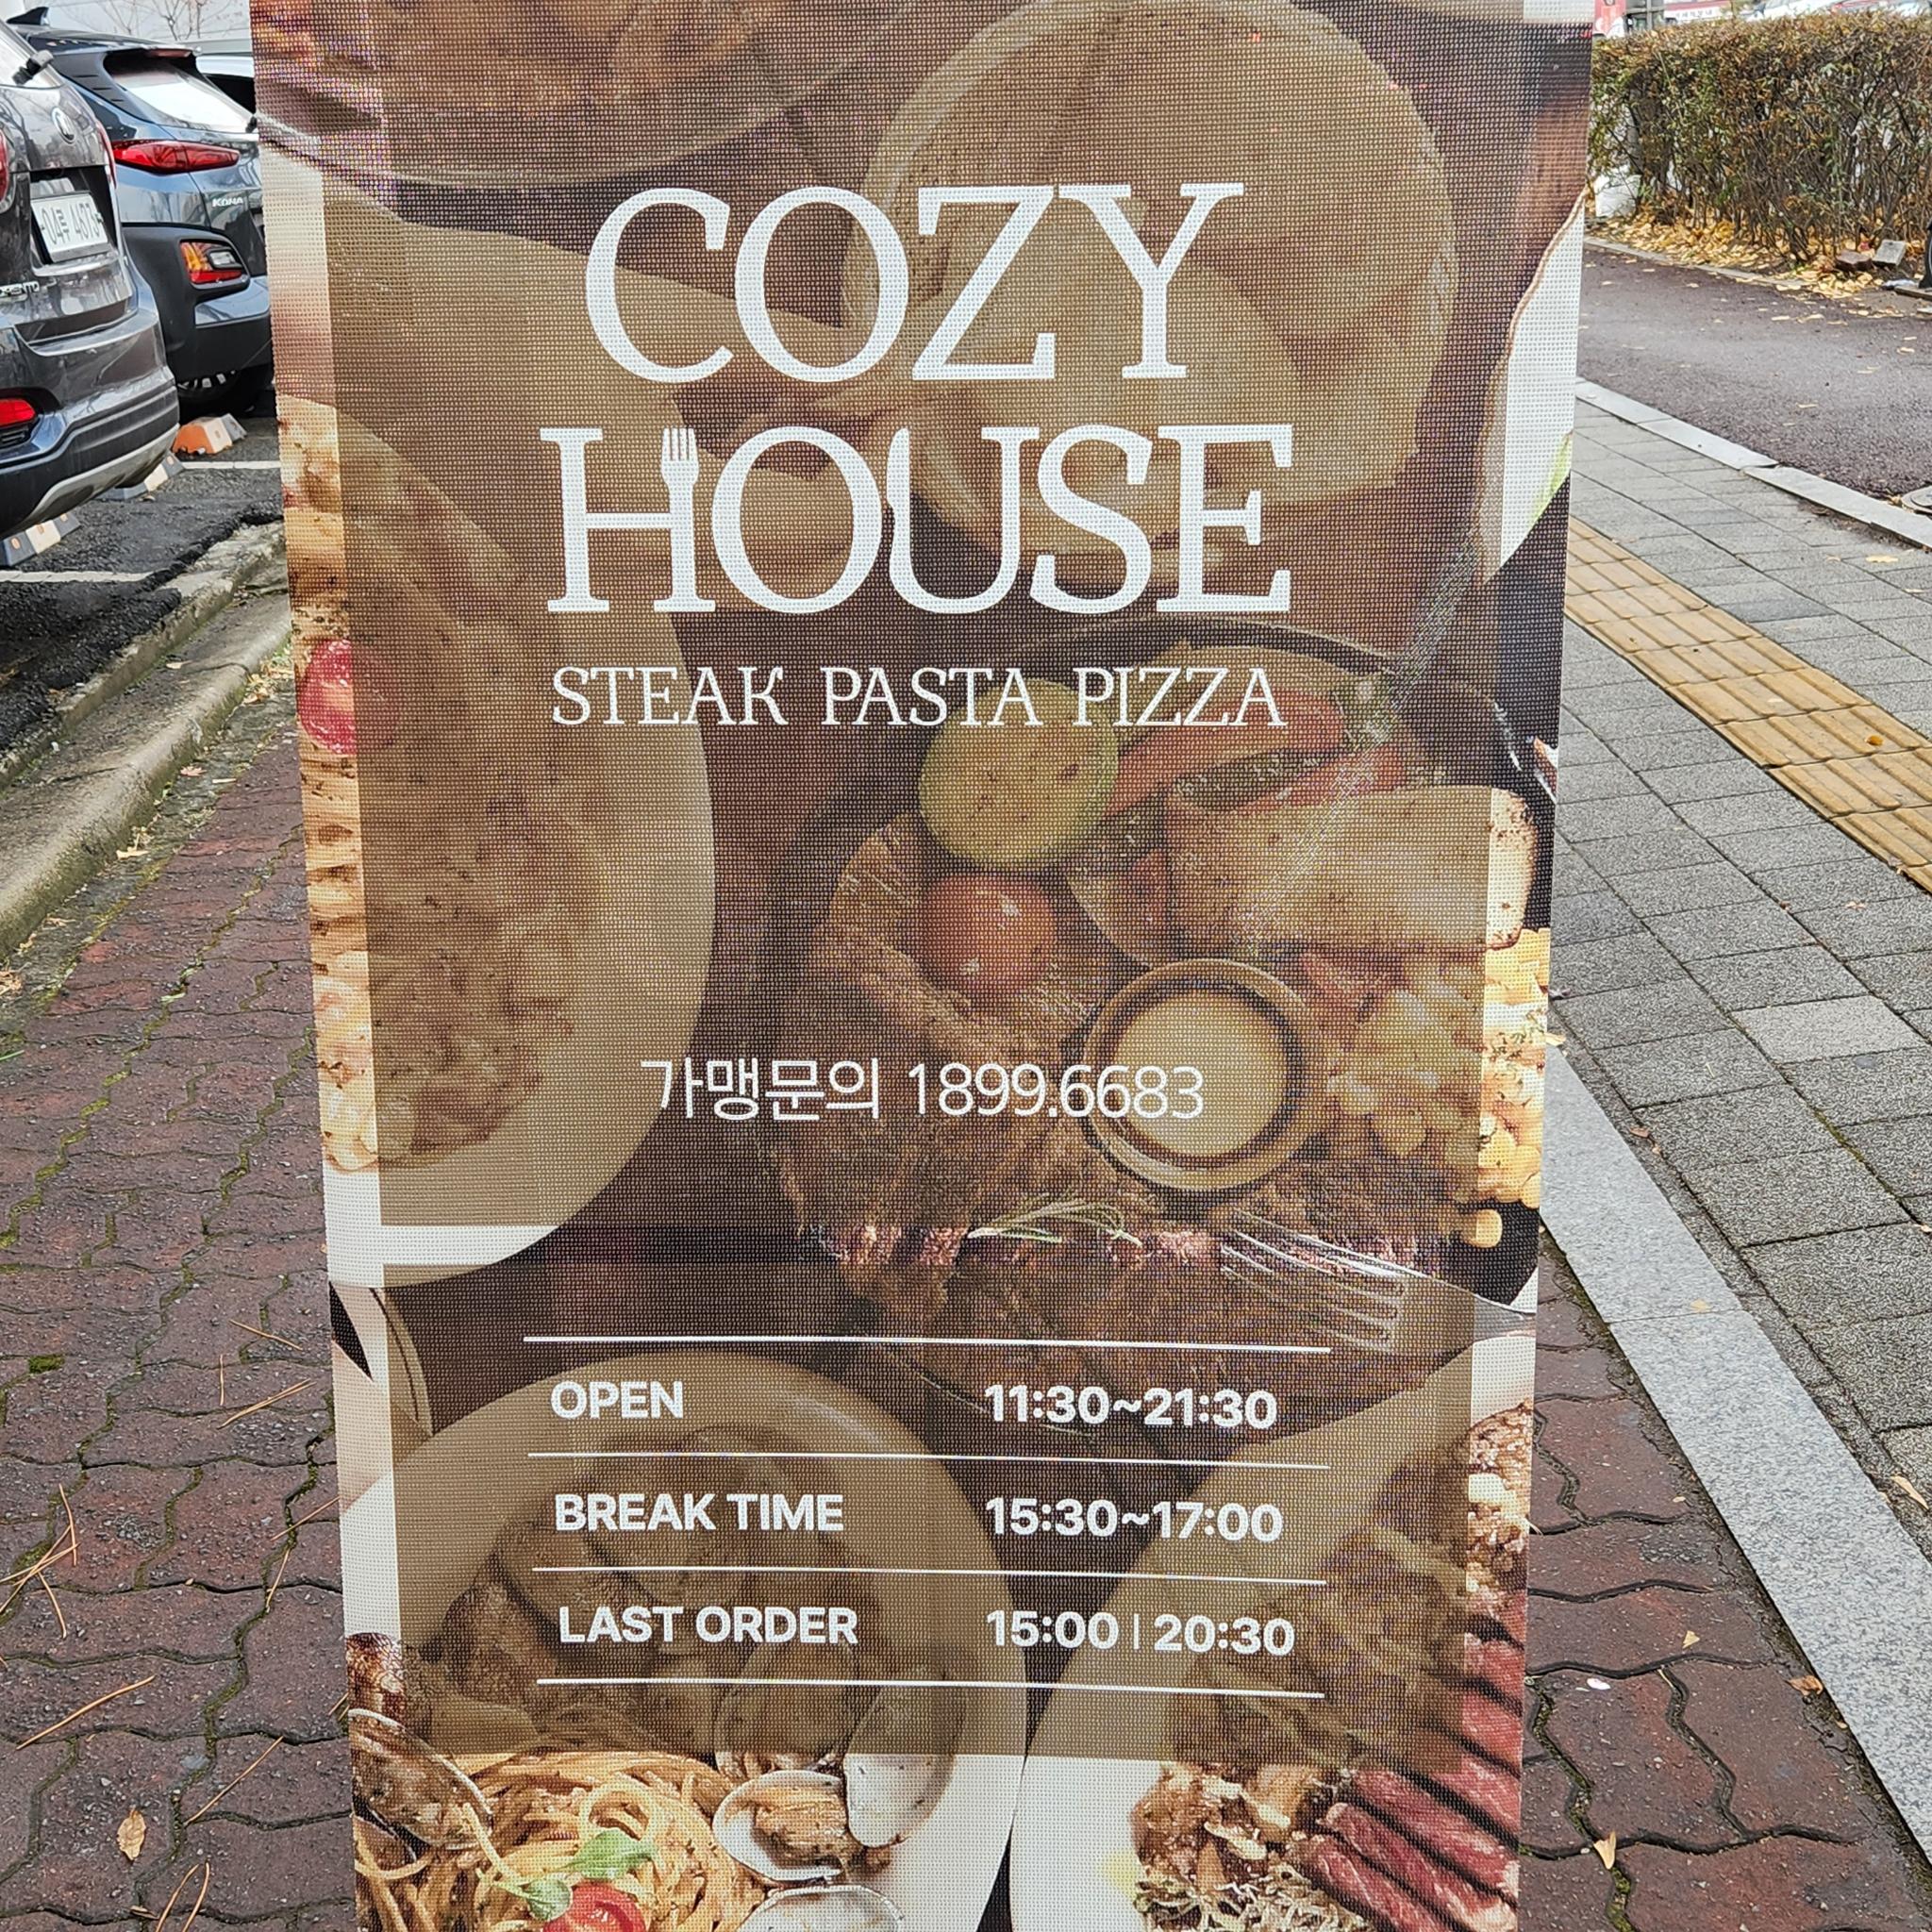 COZY
HOUSE
STEAK PASTA PIZZA
가맹문의 1899.6683
OPEN 11:30~21:30
BREAK TIME 15:30~17:00
LAST ORDER 15:00 | 20:30
KONA